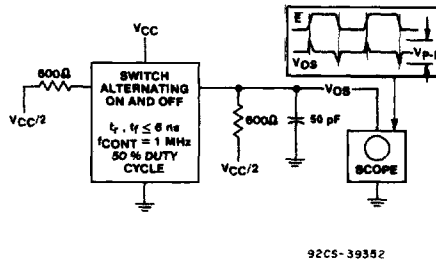 E̅
VOS
VP-P
VCC
600Ω
VCC/2
SWITCH
ALTERNATING
ON AND OFF
tr, tf ≤ 6 ns
fCONT = 1 MHz
50 % DUTY
CYCLE
VOS
600Ω
50 pF
VCC/2
SCOPE
92CS-39352